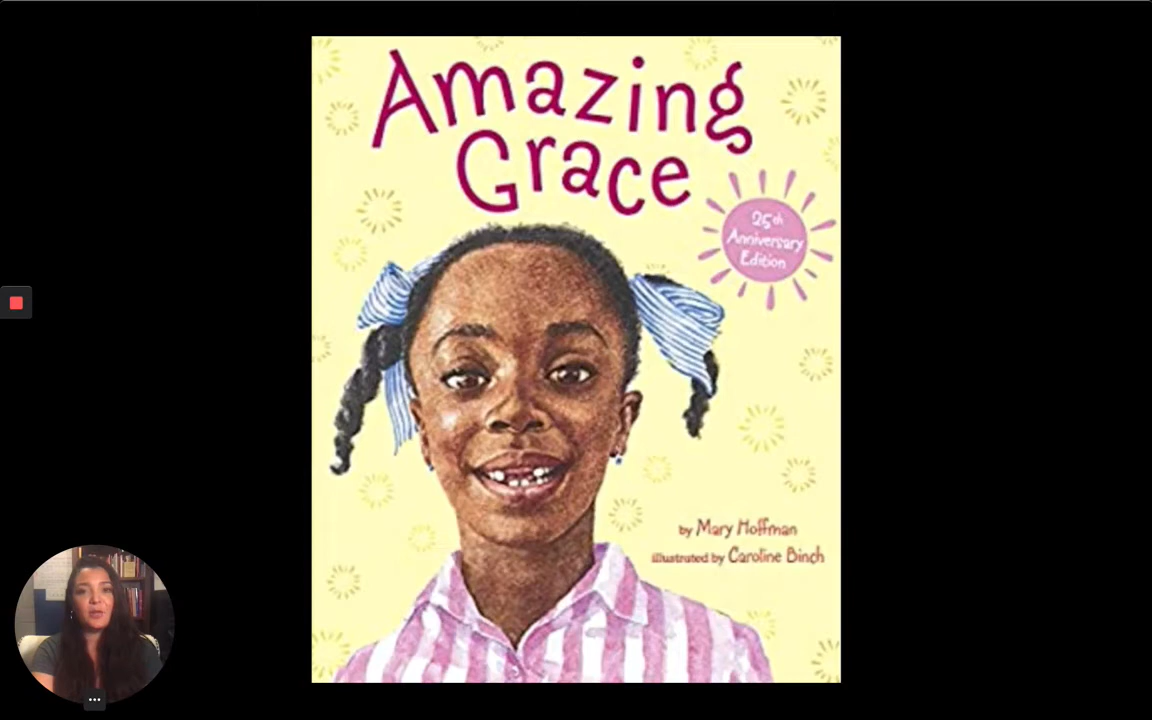 Amazing
Grace
25th
Anniversary
Edition
by Mary Hoffman
illustrated by Caroline Binch